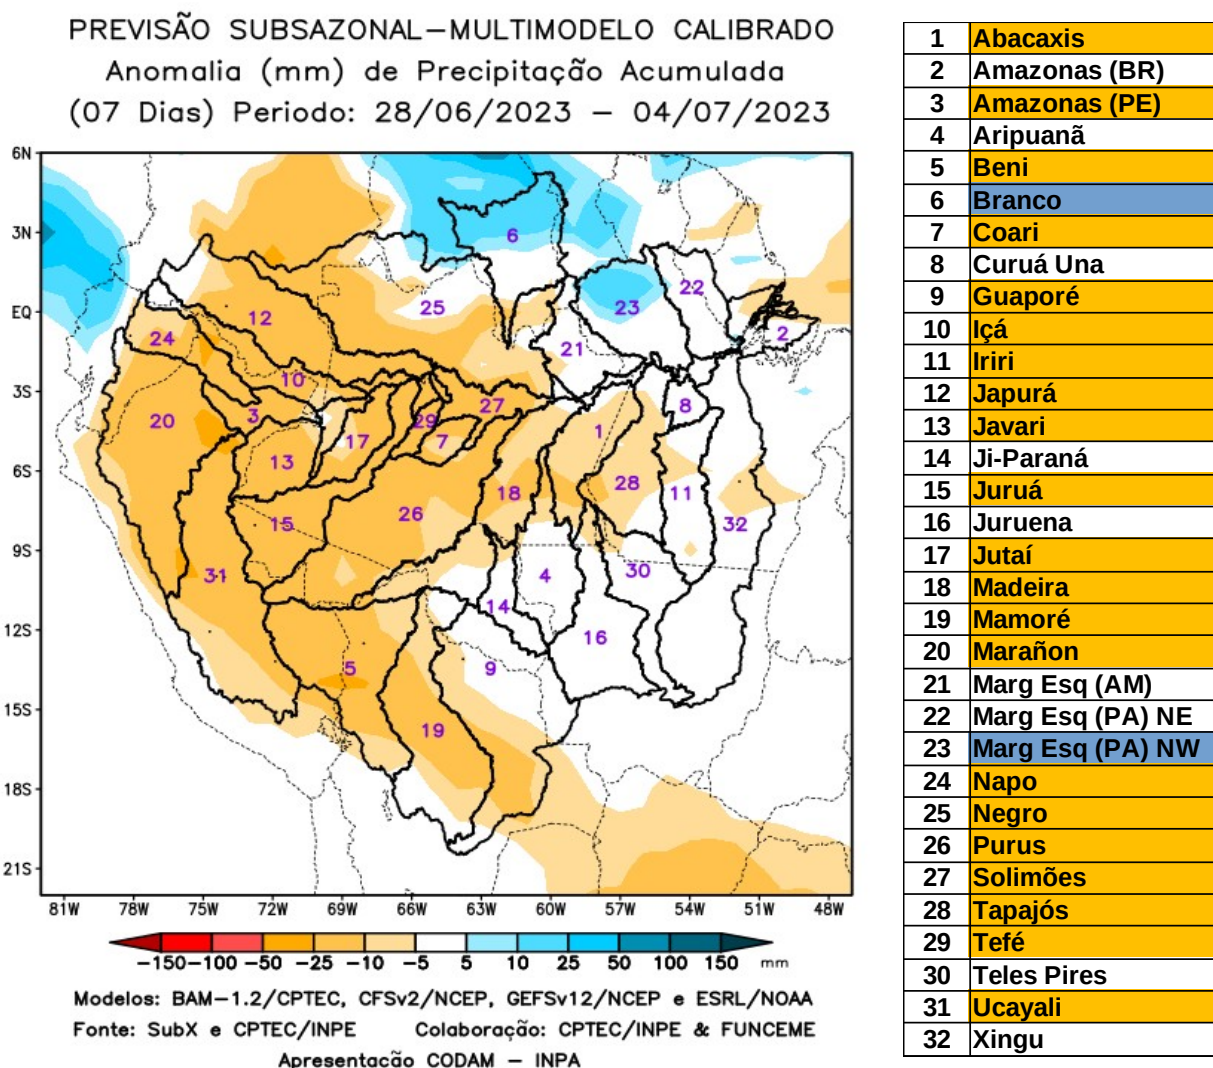 PREVISÃO SUBSAZONAL-MULTIMODELO CALIBRADO
Anomalia (mm) de Precipitação Acumulada
(07 Dias) Periodo: 28/06/2023 - 04/07/2023
6N
3N
EQ
3S
6S
9S
12S
15S
18S
21S
81W 78W 75W 72W 69W 66W 63W 60W 57W 54W 51W 48W
6
22
25
23
12
2
24
21
10
27
8
3
20
29
1
17
7
13
28
18
11
26
15
32
31
4
30
14
16
5
9
19
-150 -100 -50 -25 -10 -5 5 10 25 50 100 150 mm
Modelos: BAM-1.2/CPTEC, CFSv2/NCEP, GEFSv12/NCEP e ESRL/NOAA
Fonte: SubX e CPTEC/INPE Colaboração: CPTEC/INPE & FUNCEME
Apresentação CODAM - INPA
1 Abacaxis
2 Amazonas (BR)
3 Amazonas (PE)
4 Aripuanã
5 Beni
6 Branco
7 Coari
8 Curuá Una
9 Guaporé
10 Içá
11 Iriri
12 Japurá
13 Javari
14 Ji-Paraná
15 Juruá
16 Juruena
17 Jutaí
18 Madeira
19 Mamoré
20 Marañon
21 Marg Esq (AM)
22 Marg Esq (PA) NE
23 Marg Esq (PA) NW
24 Napo
25 Negro
26 Purus
27 Solimões
28 Tapajós
29 Tefé
30 Teles Pires
31 Ucayali
32 Xingu